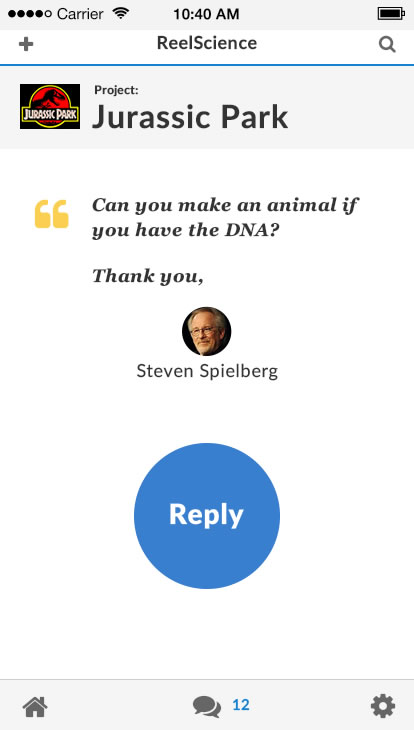 Carrier 10:40 AM
ReelScience
Project:
JURASSIC PARK
Jurassic Park
Can you make an animal if
you have the DNA?
Thank you,
Steven Spielberg
Reply
12